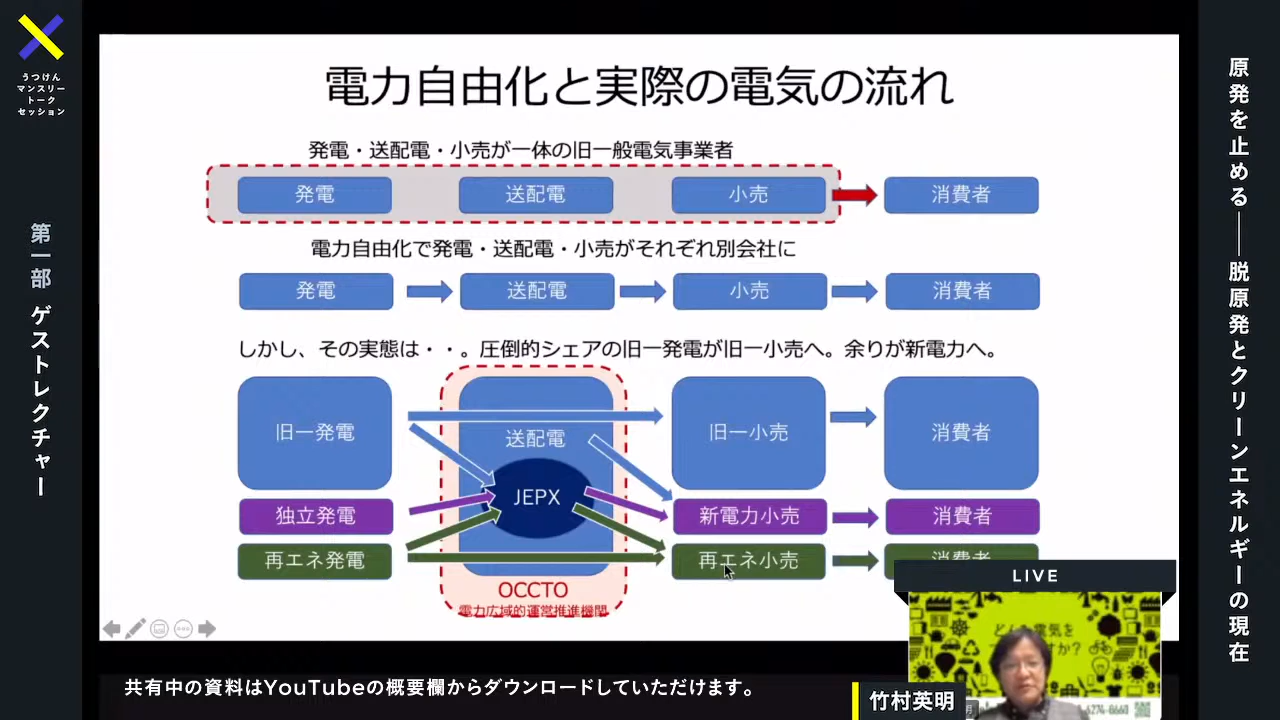 うつけん
マンスリー
トーク
セッション
第一部 ゲストレクチャー
電力自由化と実際の電気の流れ
発電・送配電・小売が一体の旧一般電気事業者
発電
送配電
小売
消費者
電力自由化で発電・送配電・小売がそれぞれ別会社に
発電
送配電
小売
消費者
しかし、その実態は・・。圧倒的シェアの旧一発電が旧一小売へ。余りが新電力へ。
旧一発電
送配電
旧一小売
消費者
JEPX
独立発電
新電力小売
消費者
再エネ発電
再エネ小売
消費者
OCCTO
電力広域的運営推進機関
原発を止める――脱原発とクリーンエネルギーの現在
LIVE
どんな電気を
共有中の資料はYouTubeの概要欄からダウンロードしていただけます。
竹村英明